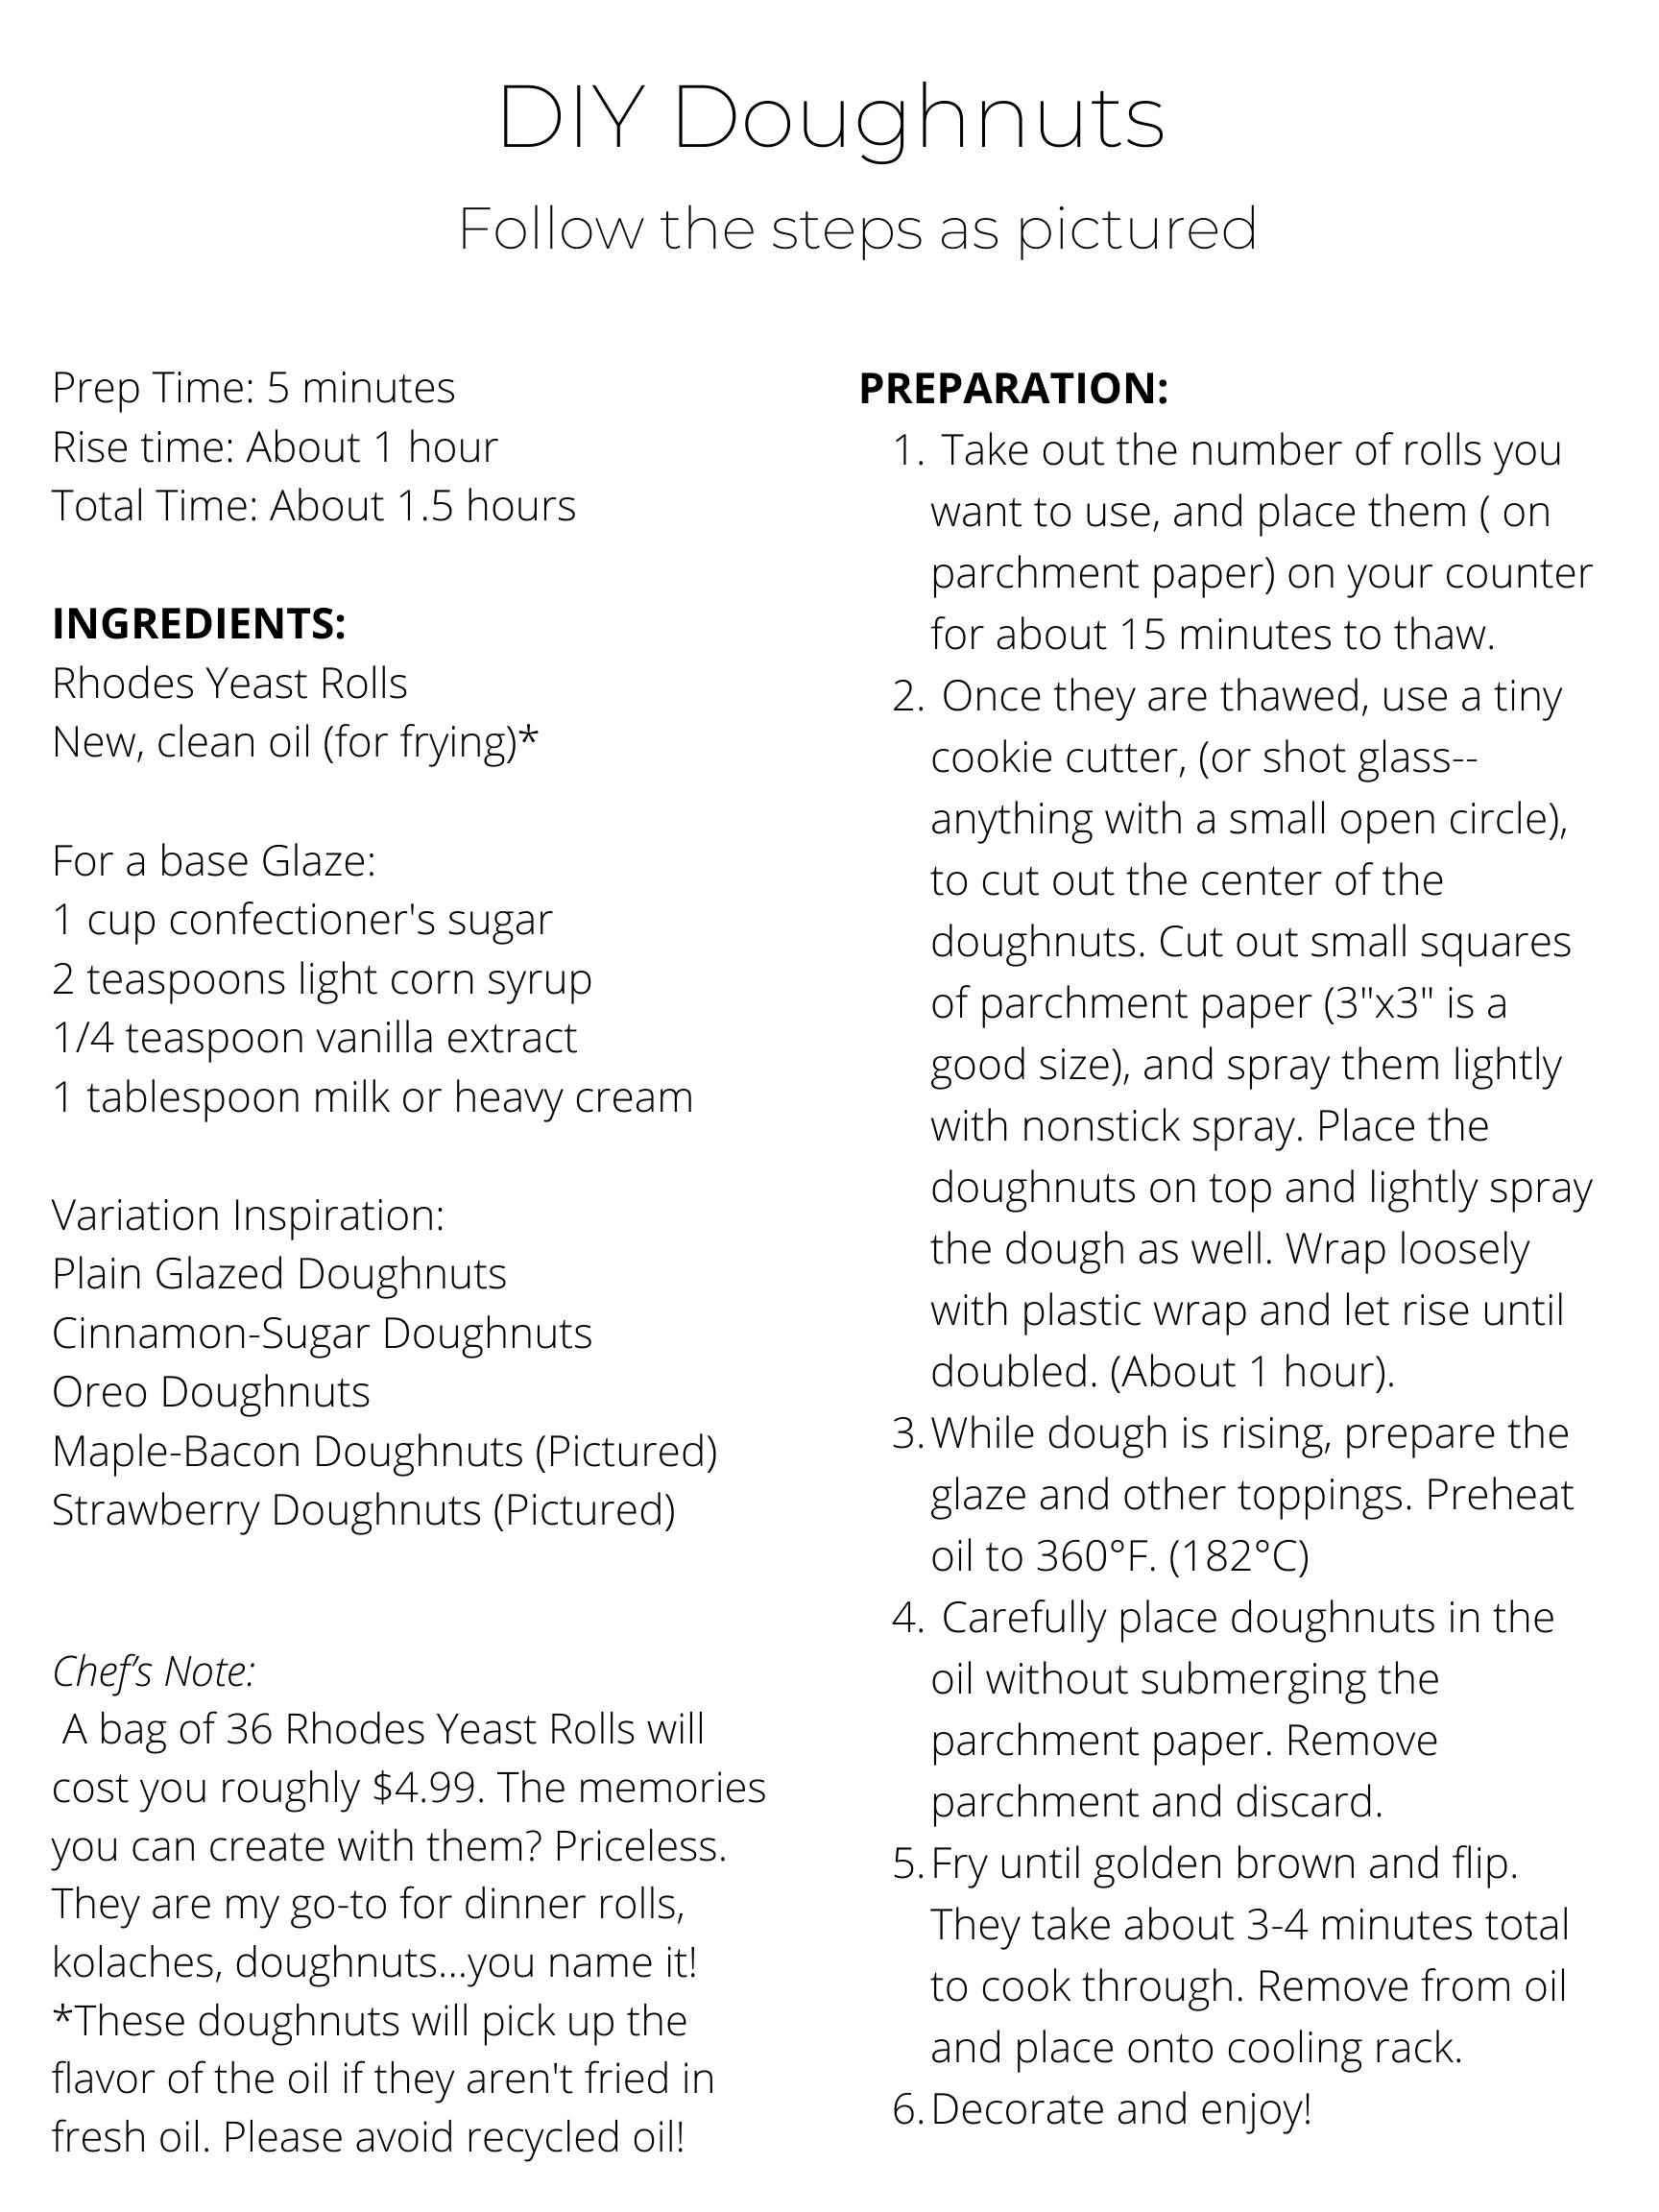 DIY Doughnuts
Follow the steps as pictured
Prep Time: 5 minutes
Rise time: About 1 hour
Total Time: About 1.5 hours
INGREDIENTS:
Rhodes Yeast Rolls
New, clean oil (for frying)*
For a base Glaze:
1 cup confectioner's sugar
2 teaspoons light corn syrup
1/4 teaspoon vanilla extract
1 tablespoon milk or heavy cream
Variation Inspiration:
Plain Glazed Doughnuts
Cinnamon-Sugar Doughnuts
Oreo Doughnuts
Maple-Bacon Doughnuts (Pictured)
Strawberry Doughnuts (Pictured)
Chef's Note:
A bag of 36 Rhodes Yeast Rolls will
cost you roughly $4.99. The memories
you can create with them? Priceless.
They are my go-to for dinner rolls,
kolaches, doughnuts...you name it!
*These doughnuts will pick up the
flavor of the oil if they aren't fried in
fresh oil. Please avoid recycled oil!
PREPARATION:
1. Take out the number of rolls you
want to use, and place them ( on
parchment paper) on your counter
for about 15 minutes to thaw.
2. Once they are thawed, use a tiny
cookie cutter, (or shot glass--
anything with a small open circle),
to cut out the center of the
doughnuts. Cut out small squares
of parchment paper (3"x3" is a
good size), and spray them lightly
with nonstick spray. Place the
doughnuts on top and lightly spray
the dough as well. Wrap loosely
with plastic wrap and let rise until
doubled. (About 1 hour).
3. While dough is rising, prepare the
glaze and other toppings. Preheat
oil to 360°F. (182°C)
4. Carefully place doughnuts in the
oil without submerging the
parchment paper. Remove
parchment and discard.
5. Fry until golden brown and flip.
They take about 3-4 minutes total
to cook through. Remove from oil
and place onto cooling rack.
6. Decorate and enjoy!